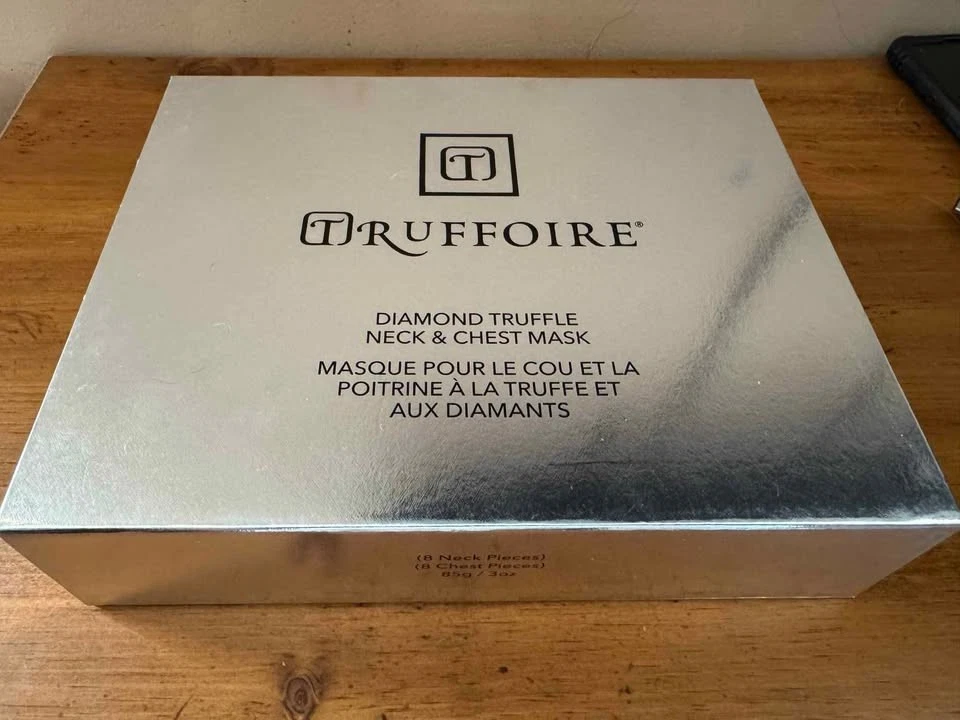 T
TRUFFOIRE®
DIAMOND TRUFFLE
NECK & CHEST MASK
MASQUE POUR LE COU ET LA
POITRINE À LA TRUFFE ET
AUX DIAMANTS
(8 Neck Pieces)
(8 Chest Pieces)
85g / 3oz